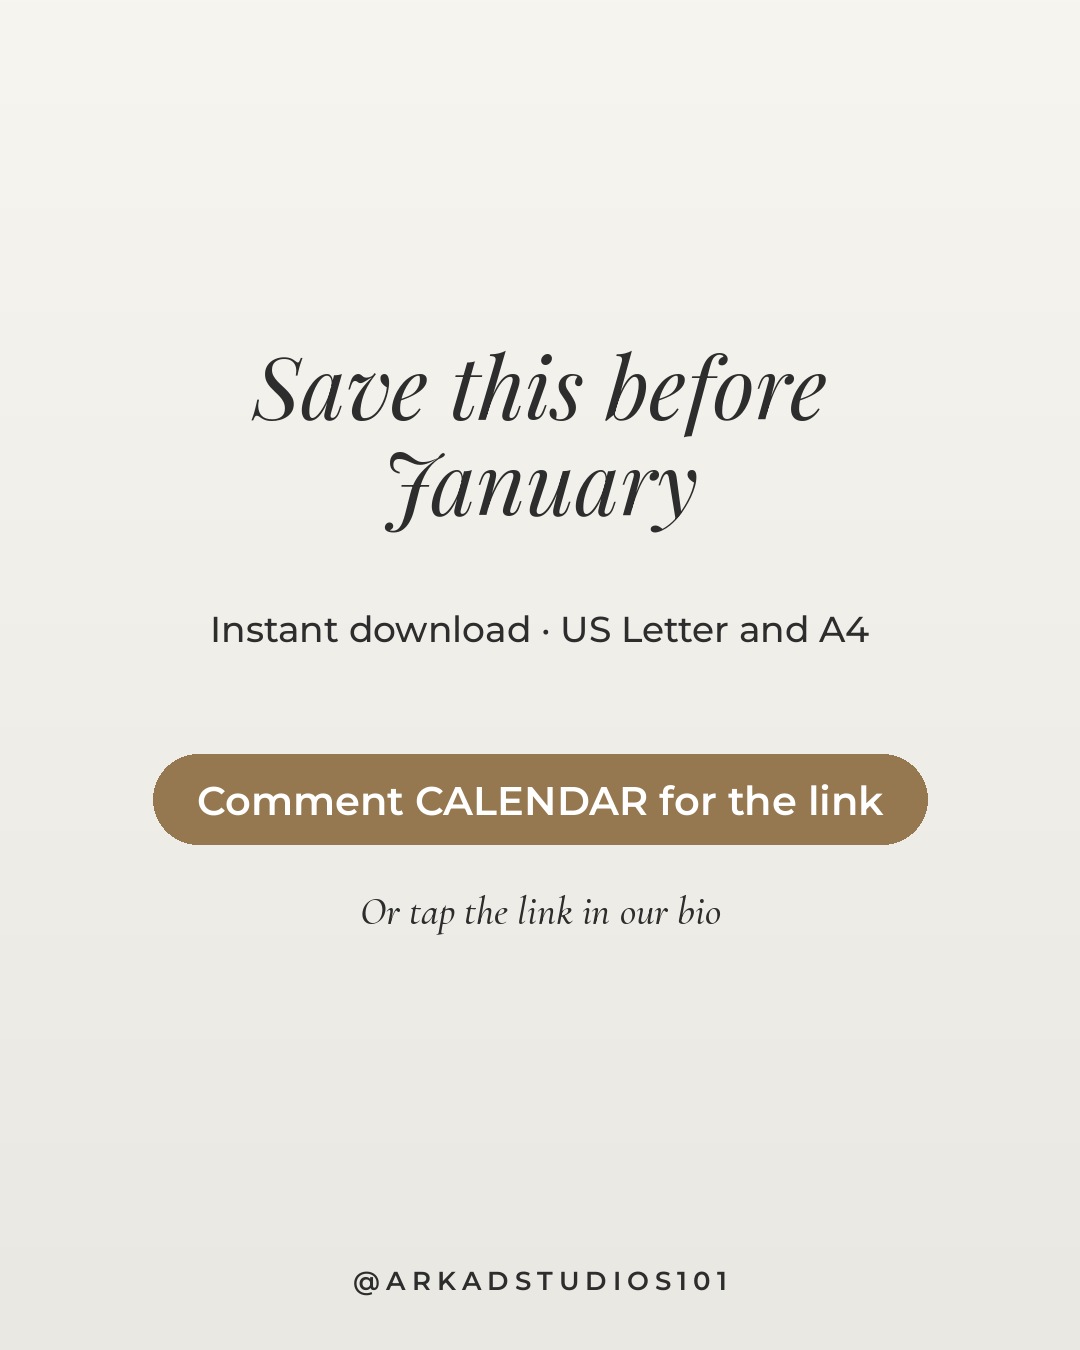 Save this before
January
Instant download · US Letter and A4
Comment CALENDAR for the link
Or tap the link in our bio
@ARKADSTUDIOS101